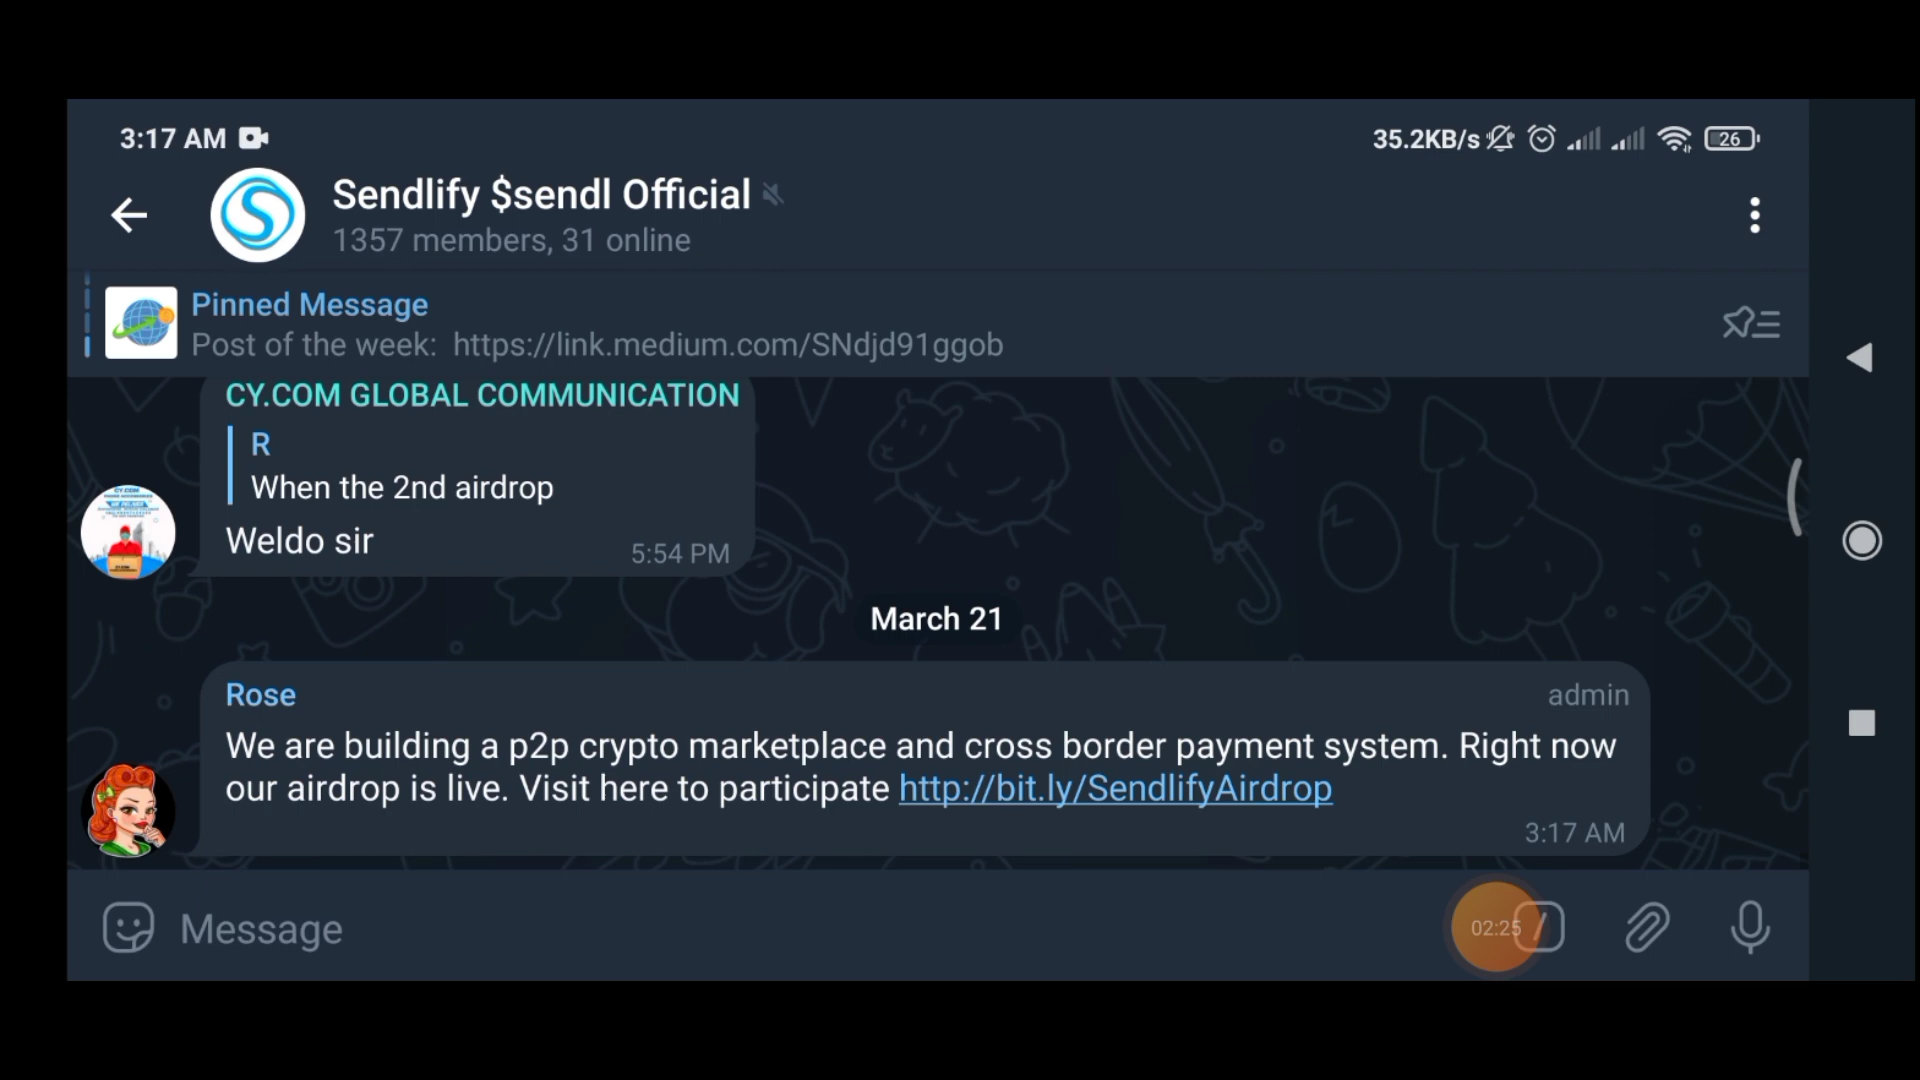 3:17 AM
35.2KB/s
26
Sendlify $sendl Official
1357 members, 31 online
Pinned Message
Post of the week: https://link.medium.com/SNdjd91ggob
CY.COM GLOBAL COMMUNICATION
R
When the 2nd airdrop
Weldo sir
5:54 PM
March 21
Rose
admin
We are building a p2p crypto marketplace and cross border payment system. Right now
our airdrop is live. Visit here to participate http://bit.ly/SendlifyAirdrop
3:17 AM
Message
02:25
/